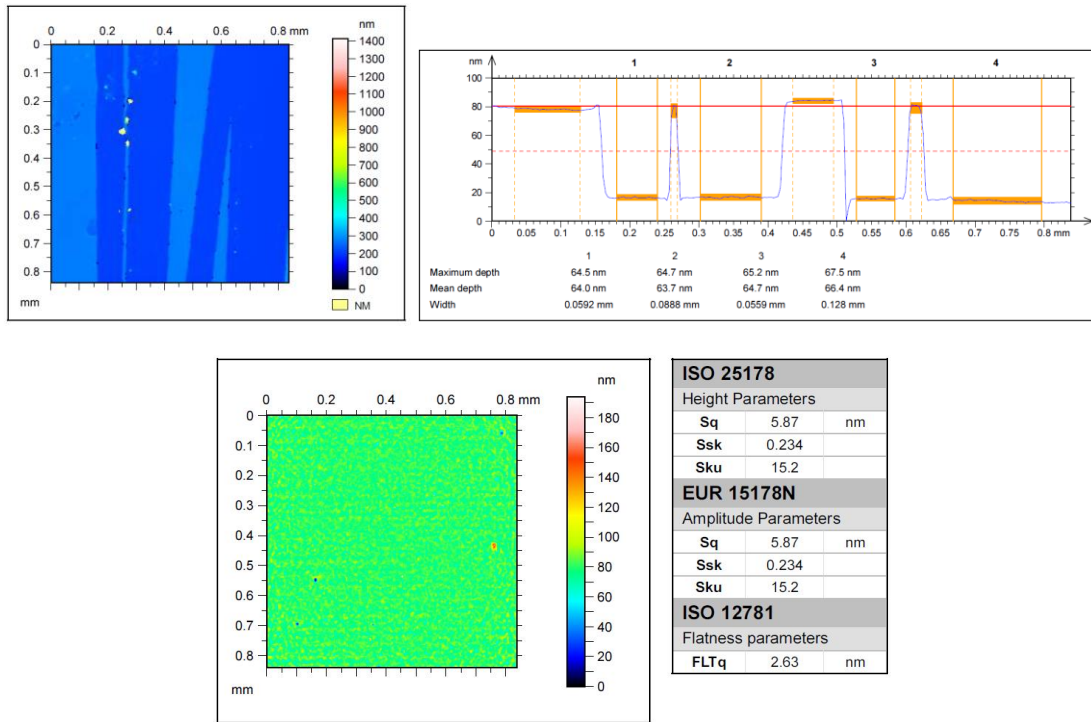 nm
0 0.2 0.4 0.6 0.8 mm
0
0.1
0.2
0.3
0.4
0.5
0.6
0.7
0.8
mm
1400
1300
1200
1100
1000
900
800
700
600
500
400
300
200
100
0
NM
nm
1 2 3 4
100
80
60
40
20
0
0 0.05 0.1 0.15 0.2 0.25 0.3 0.35 0.4 0.45 0.5 0.55 0.6 0.65 0.7 0.75 0.8 mm
1 2 3 4
Maximum depth 64.5 nm 64.7 nm 65.2 nm 67.5 nm
Mean depth 64.0 nm 63.7 nm 64.7 nm 66.4 nm
Width 0.0592 mm 0.0888 mm 0.0559 mm 0.128 mm
nm
0 0.2 0.4 0.6 0.8 mm
0
0.1
0.2
0.3
0.4
0.5
0.6
0.7
0.8
mm
180
160
140
120
100
80
60
40
20
0
ISO 25178
Height Parameters
Sq 5.87 nm
Ssk 0.234
Sku 15.2
EUR 15178N
Amplitude Parameters
Sq 5.87 nm
Ssk 0.234
Sku 15.2
ISO 12781
Flatness parameters
FLTq 2.63 nm